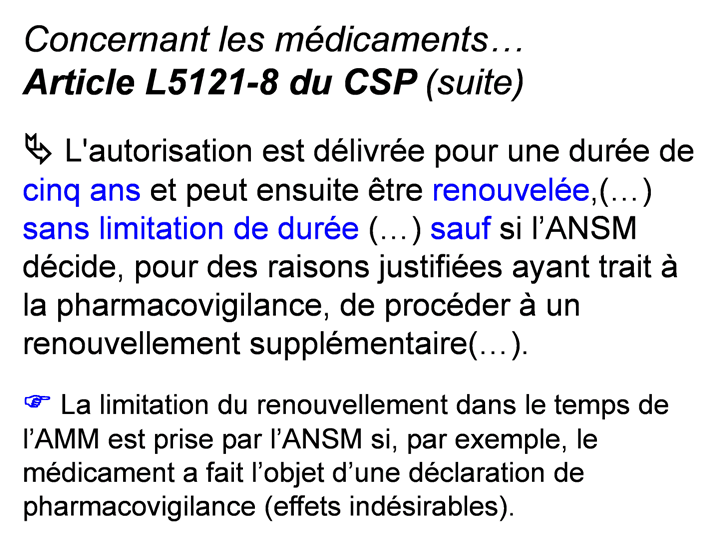 Concernant les médicaments…
Article L5121-8 du CSP (suite)
L'autorisation est délivrée pour une durée de
cinq ans et peut ensuite être renouvelée,(…)
sans limitation de durée (…) sauf si l’ANSM
décide, pour des raisons justifiées ayant trait à
la pharmacovigilance, de procéder à un
renouvellement supplémentaire(…).
La limitation du renouvellement dans le temps de
l’AMM est prise par l’ANSM si, par exemple, le
médicament a fait l’objet d’une déclaration de
pharmacovigilance (effets indésirables).